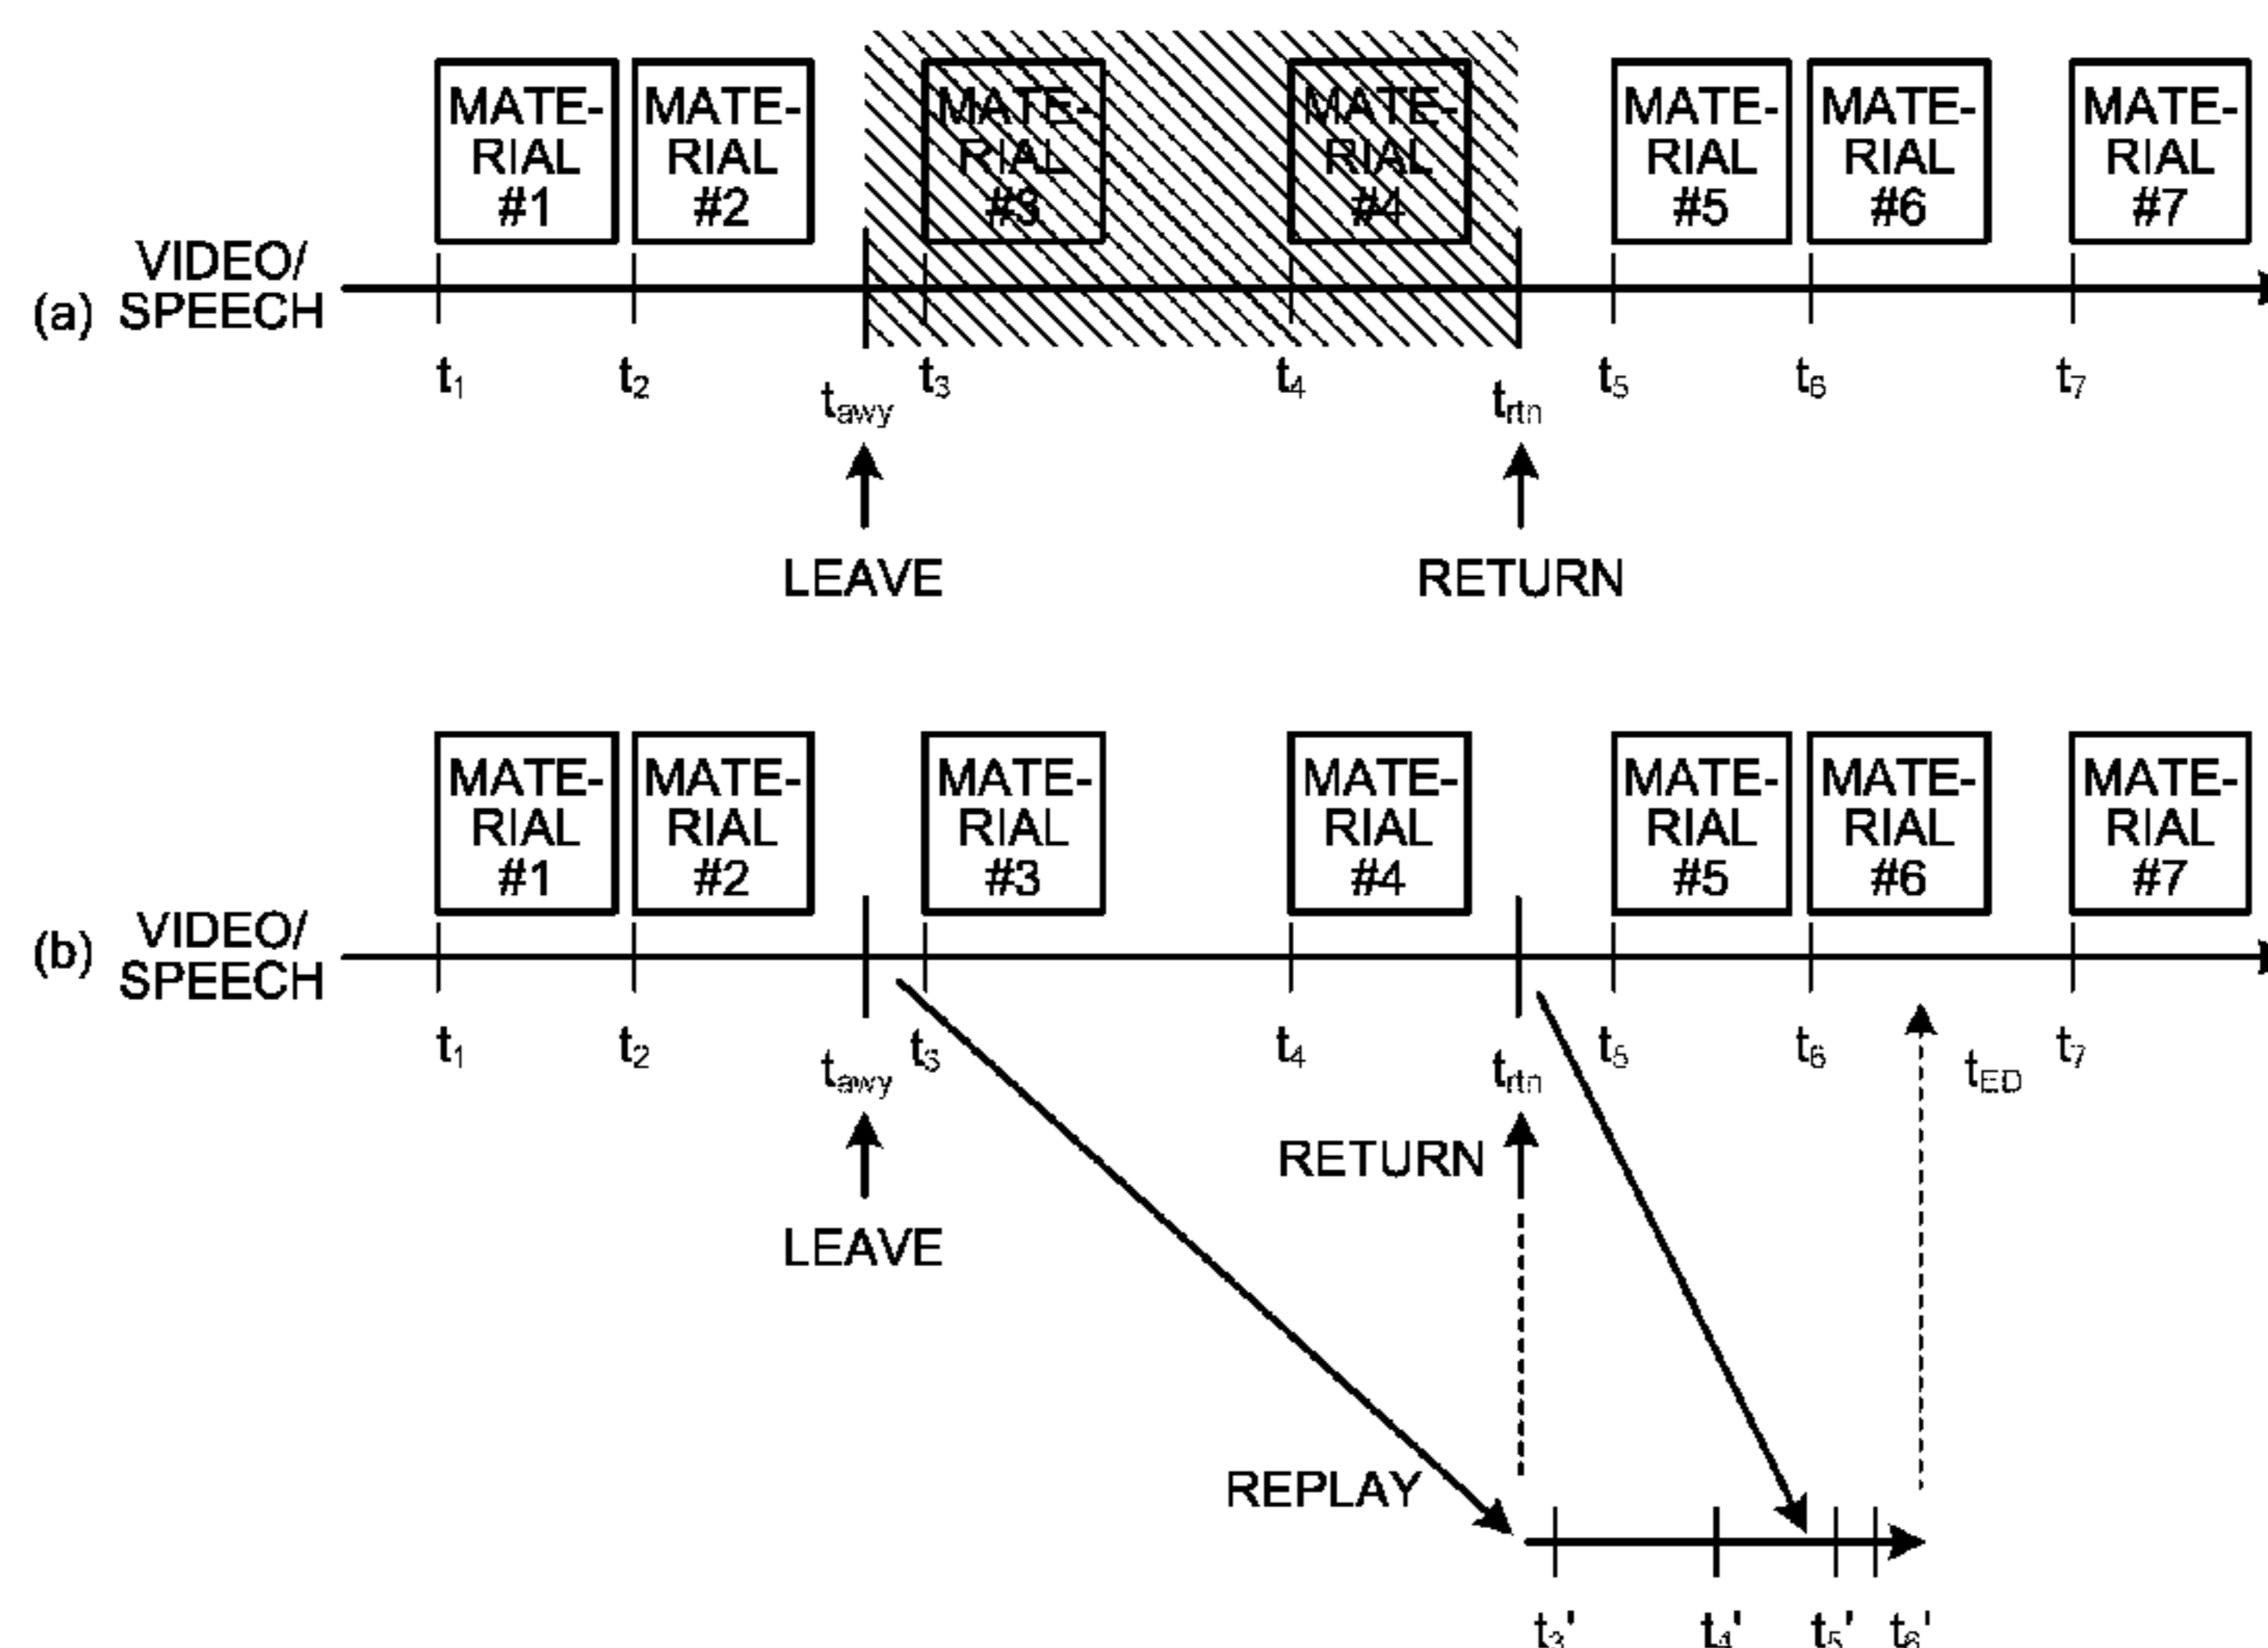 MATE-
RIAL
#1
MATE-
RIAL
#2
MATE-
RIAL
#3
MATE-
RIAL
#4
MATE-
RIAL
#5
MATE-
RIAL
#6
MATE-
RIAL
#7
(a) VIDEO/
SPEECH
t1 t2 tawy t3 t4 trtn t5 t6 t7
LEAVE RETURN
MATE-
RIAL
#1
MATE-
RIAL
#2
MATE-
RIAL
#3
MATE-
RIAL
#4
MATE-
RIAL
#5
MATE-
RIAL
#6
MATE-
RIAL
#7
(b) VIDEO/
SPEECH
t1 t2 tawy t3 t4 trtn t5 t6 tED t7
RETURN
LEAVE
REPLAY
t3' t4' t5' t6'